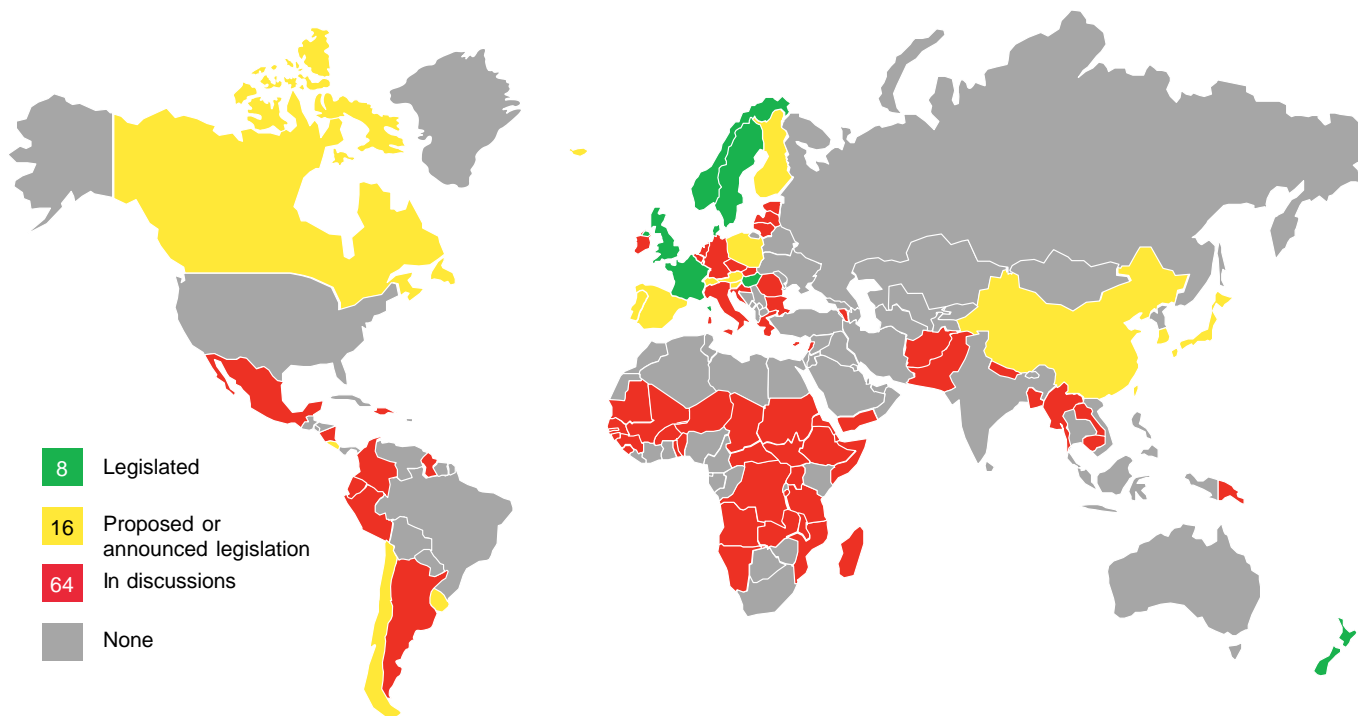 8 Legislated
16 Proposed or
announced legislation
64 In discussions
None